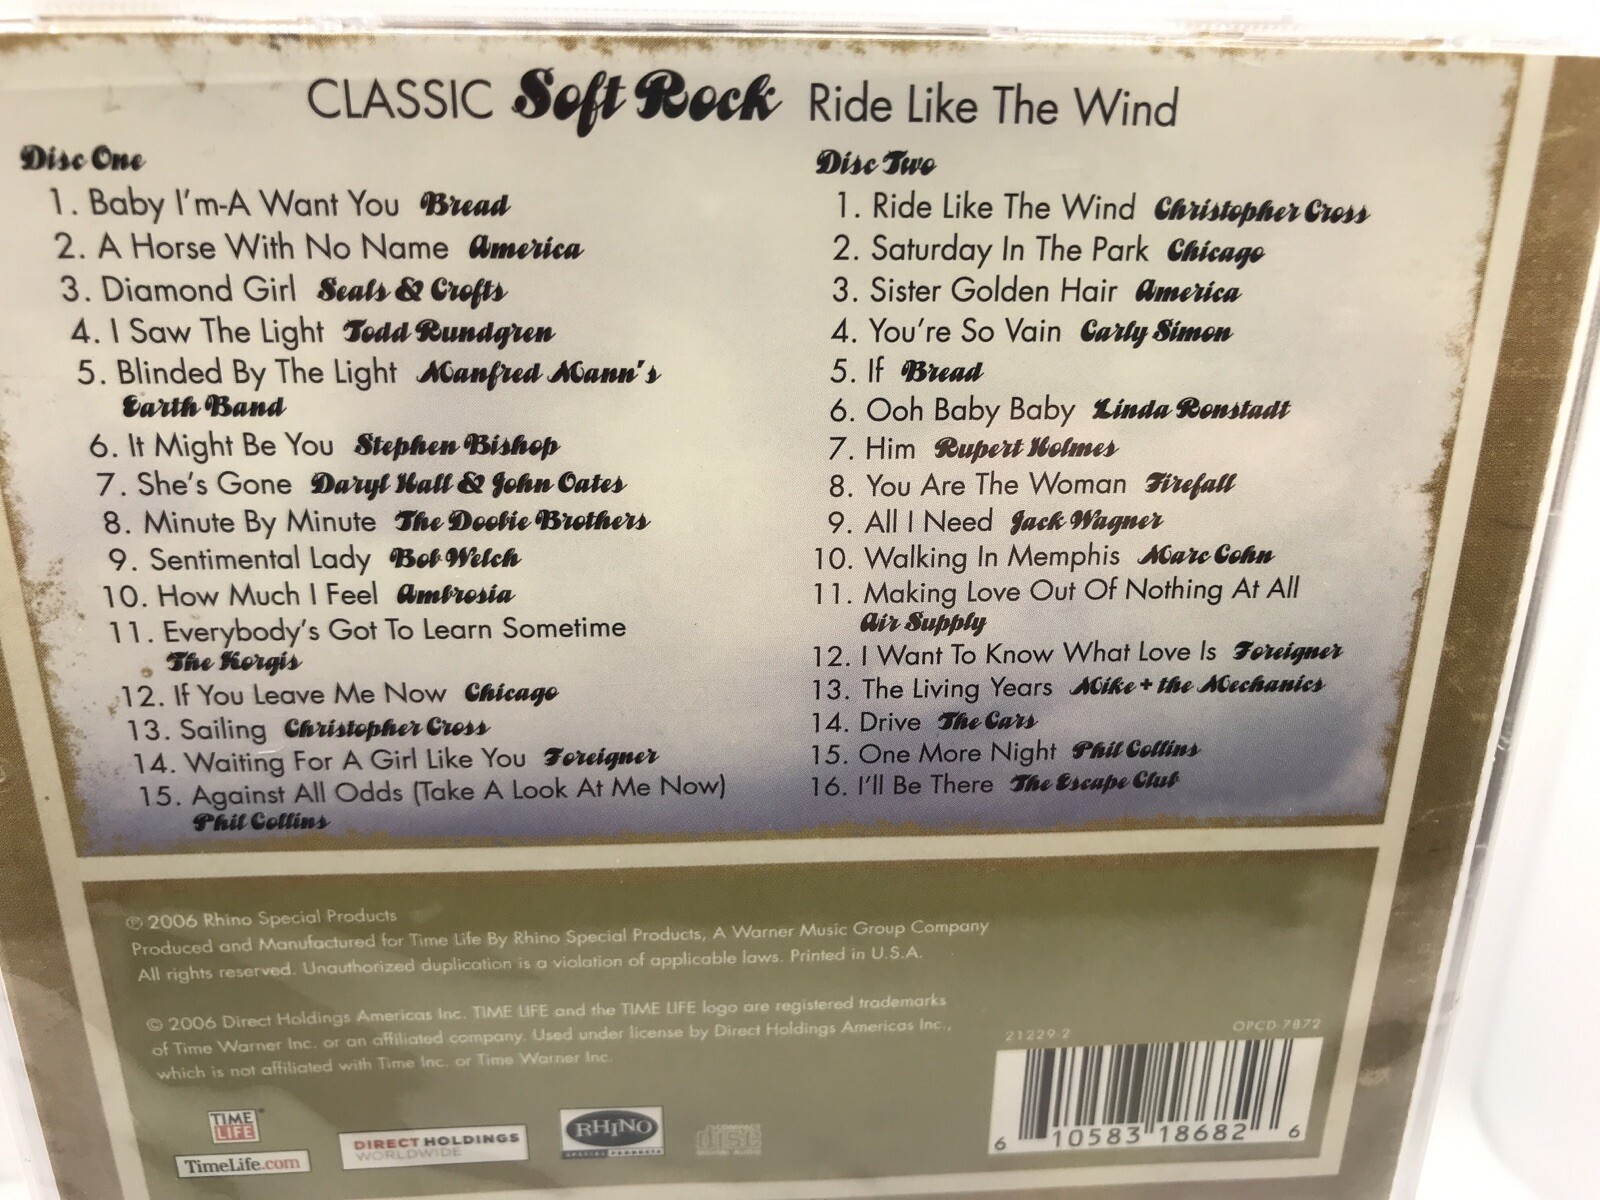 CLASSIC Soft Rock Ride Like The Wind
Disc One
1. Baby I'm-A Want You Bread
2. A Horse With No Name America
3. Diamond Girl Seals & Crofts
4. I Saw The Light Todd Rundgren
5. Blinded By The Light Manfred Mann's
Earth Band
6. It Might Be You Stephen Bishop
7. She's Gone Daryl Hall & John Oates
8. Minute By Minute The Doobie Brothers
9. Sentimental Lady Bob Welch
10. How Much I Feel Ambrosia
11. Everybody's Got To Learn Sometime
The Korgis
12. If You Leave Me Now Chicago
13. Sailing Christopher Cross
14. Waiting For A Girl Like You Foreigner
15. Against All Odds (Take A Look At Me Now)
Phil Collins
Disc Two
1. Ride Like The Wind Christopher Cross
2. Saturday In The Park Chicago
3. Sister Golden Hair America
4. You're So Vain Carly Simon
5. If Bread
6. Ooh Baby Baby Linda Ronstadt
7. Him Rupert Holmes
8. You Are The Woman Firefall
9. All I Need Jack Wagner
10. Walking In Memphis Marc Cohn
11. Making Love Out Of Nothing At All
Air Supply
12. I Want To Know What Love Is Foreigner
13. The Living Years Mike + the Mechanics
14. Drive The Cars
15. One More Night Phil Collins
16. I'll Be There The Escape Club
℗ 2006 Rhino Special Products
Produced and Manufactured for Time Life By Rhino Special Products, A Warner Music Group Company
All rights reserved. Unauthorized duplication is a violation of applicable laws. Printed in U.S.A.
© 2006 Direct Holdings Americas Inc. TIME LIFE and the TIME LIFE logo are registered trademarks
of Time Warner Inc. or an affiliated company. Used under license by Direct Holdings Americas Inc.,
which is not affiliated with Time Inc. or Time Warner Inc.
21229-2 OPCD-7872
6 10583 18682 6
TIME
LIFE
TimeLife.com
DIRECT HOLDINGS
WORLDWIDE
RHINO
SPECIAL PRODUCTS
COMPACT
disc
DIGITAL AUDIO